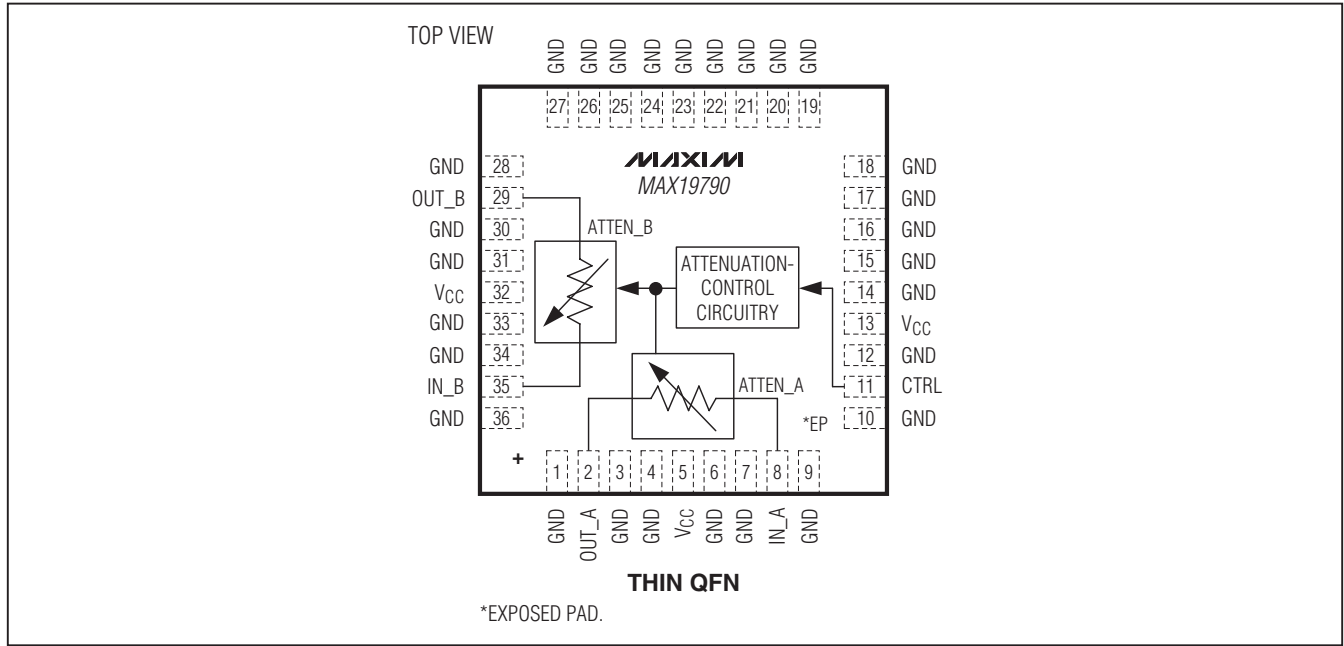 TOP VIEW
GND GND GND GND GND GND GND GND GND
27 26 25 24 23 22 21 20 19
MAXIM
MAX19790
GND 28
OUT_B 29
GND 30
GND 31
VCC 32
GND 33
GND 34
IN_B 35
GND 36
18 GND
17 GND
16 GND
15 GND
14 GND
13 VCC
12 GND
11 CTRL
10 GND
ATTEN_B
ATTENUATION-
CONTROL
CIRCUITRY
ATTEN_A
*EP
+
1 2 3 4 5 6 7 8 9
GND OUT_A GND GND VCC GND GND IN_A GND
THIN QFN
*EXPOSED PAD.